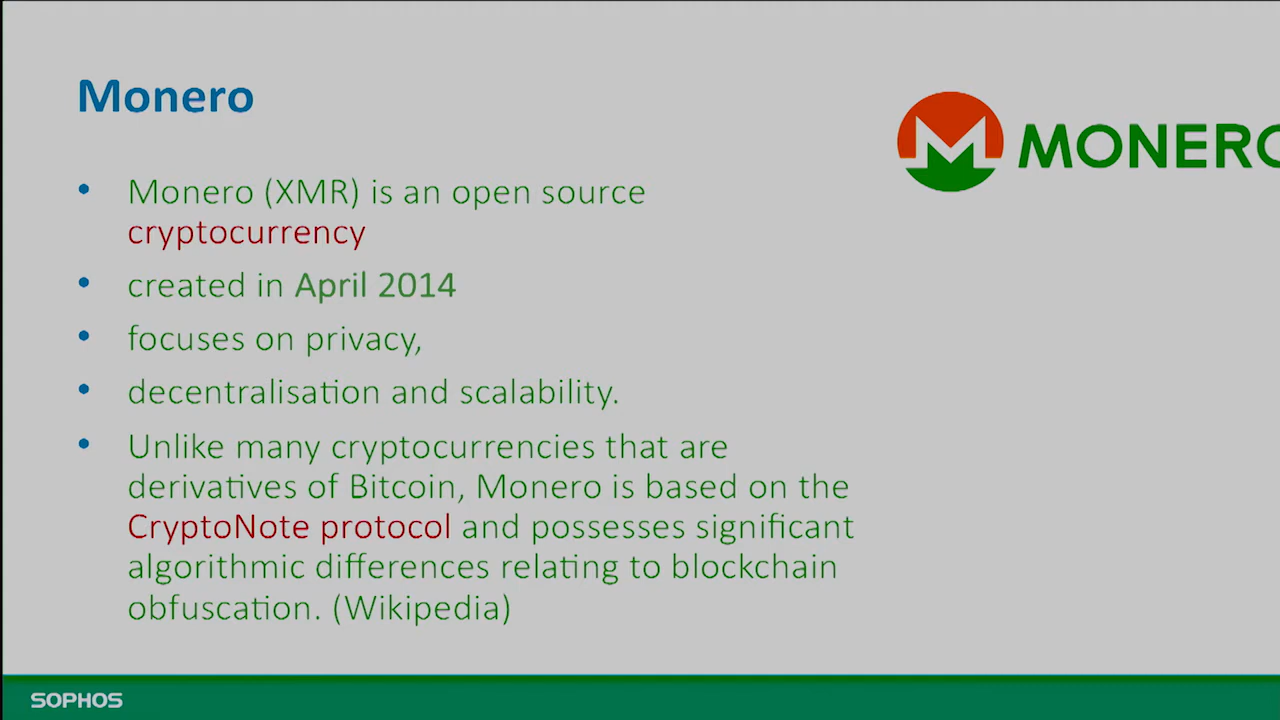 Monero
MONERO
• Monero (XMR) is an open source
cryptocurrency
• created in April 2014
• focuses on privacy,
• decentralisation and scalability.
• Unlike many cryptocurrencies that are
derivatives of Bitcoin, Monero is based on the
CryptoNote protocol and possesses significant
algorithmic differences relating to blockchain
obfuscation. (Wikipedia)
SOPHOS